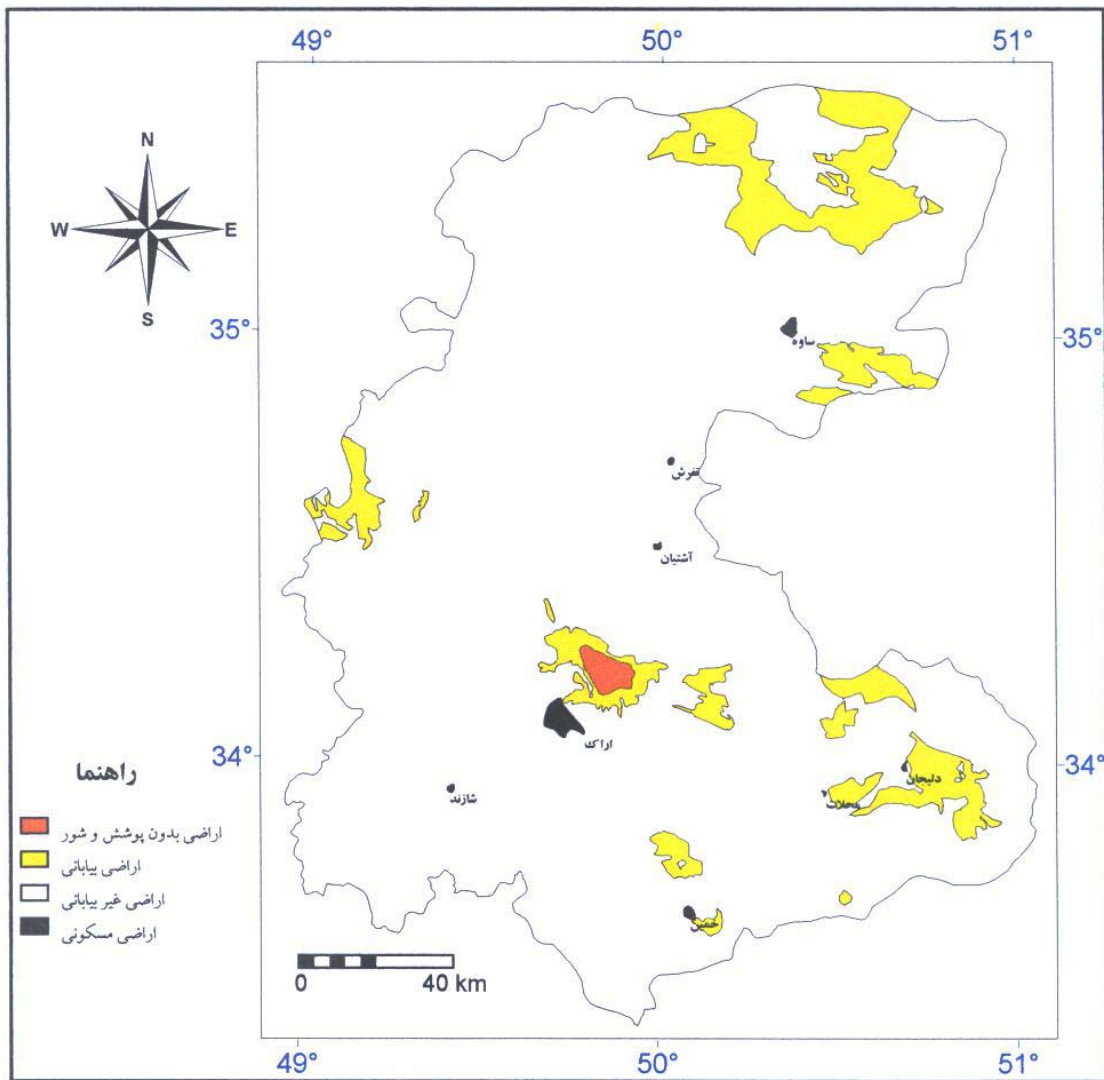 49° 50° 51°
N
W E
S
35° 35°
ساوه
تفرش
آشتیان
اراک
34° 34°
دلیجان
محلات
شازند
خمین
راهنما
اراضی بدون پوشش و شور
اراضی بیابانی
اراضی غیر بیابانی
اراضی مسکونی
0 40 km
49° 50° 51°